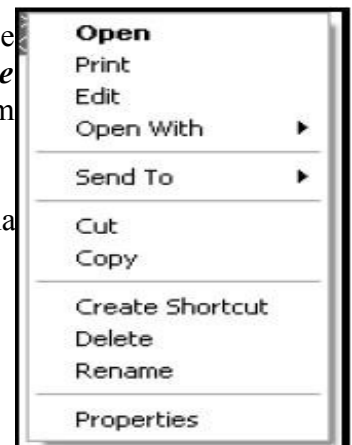 Open
Print
Edit
Open With
Send To
Cut
Copy
Create Shortcut
Delete
Rename
Properties